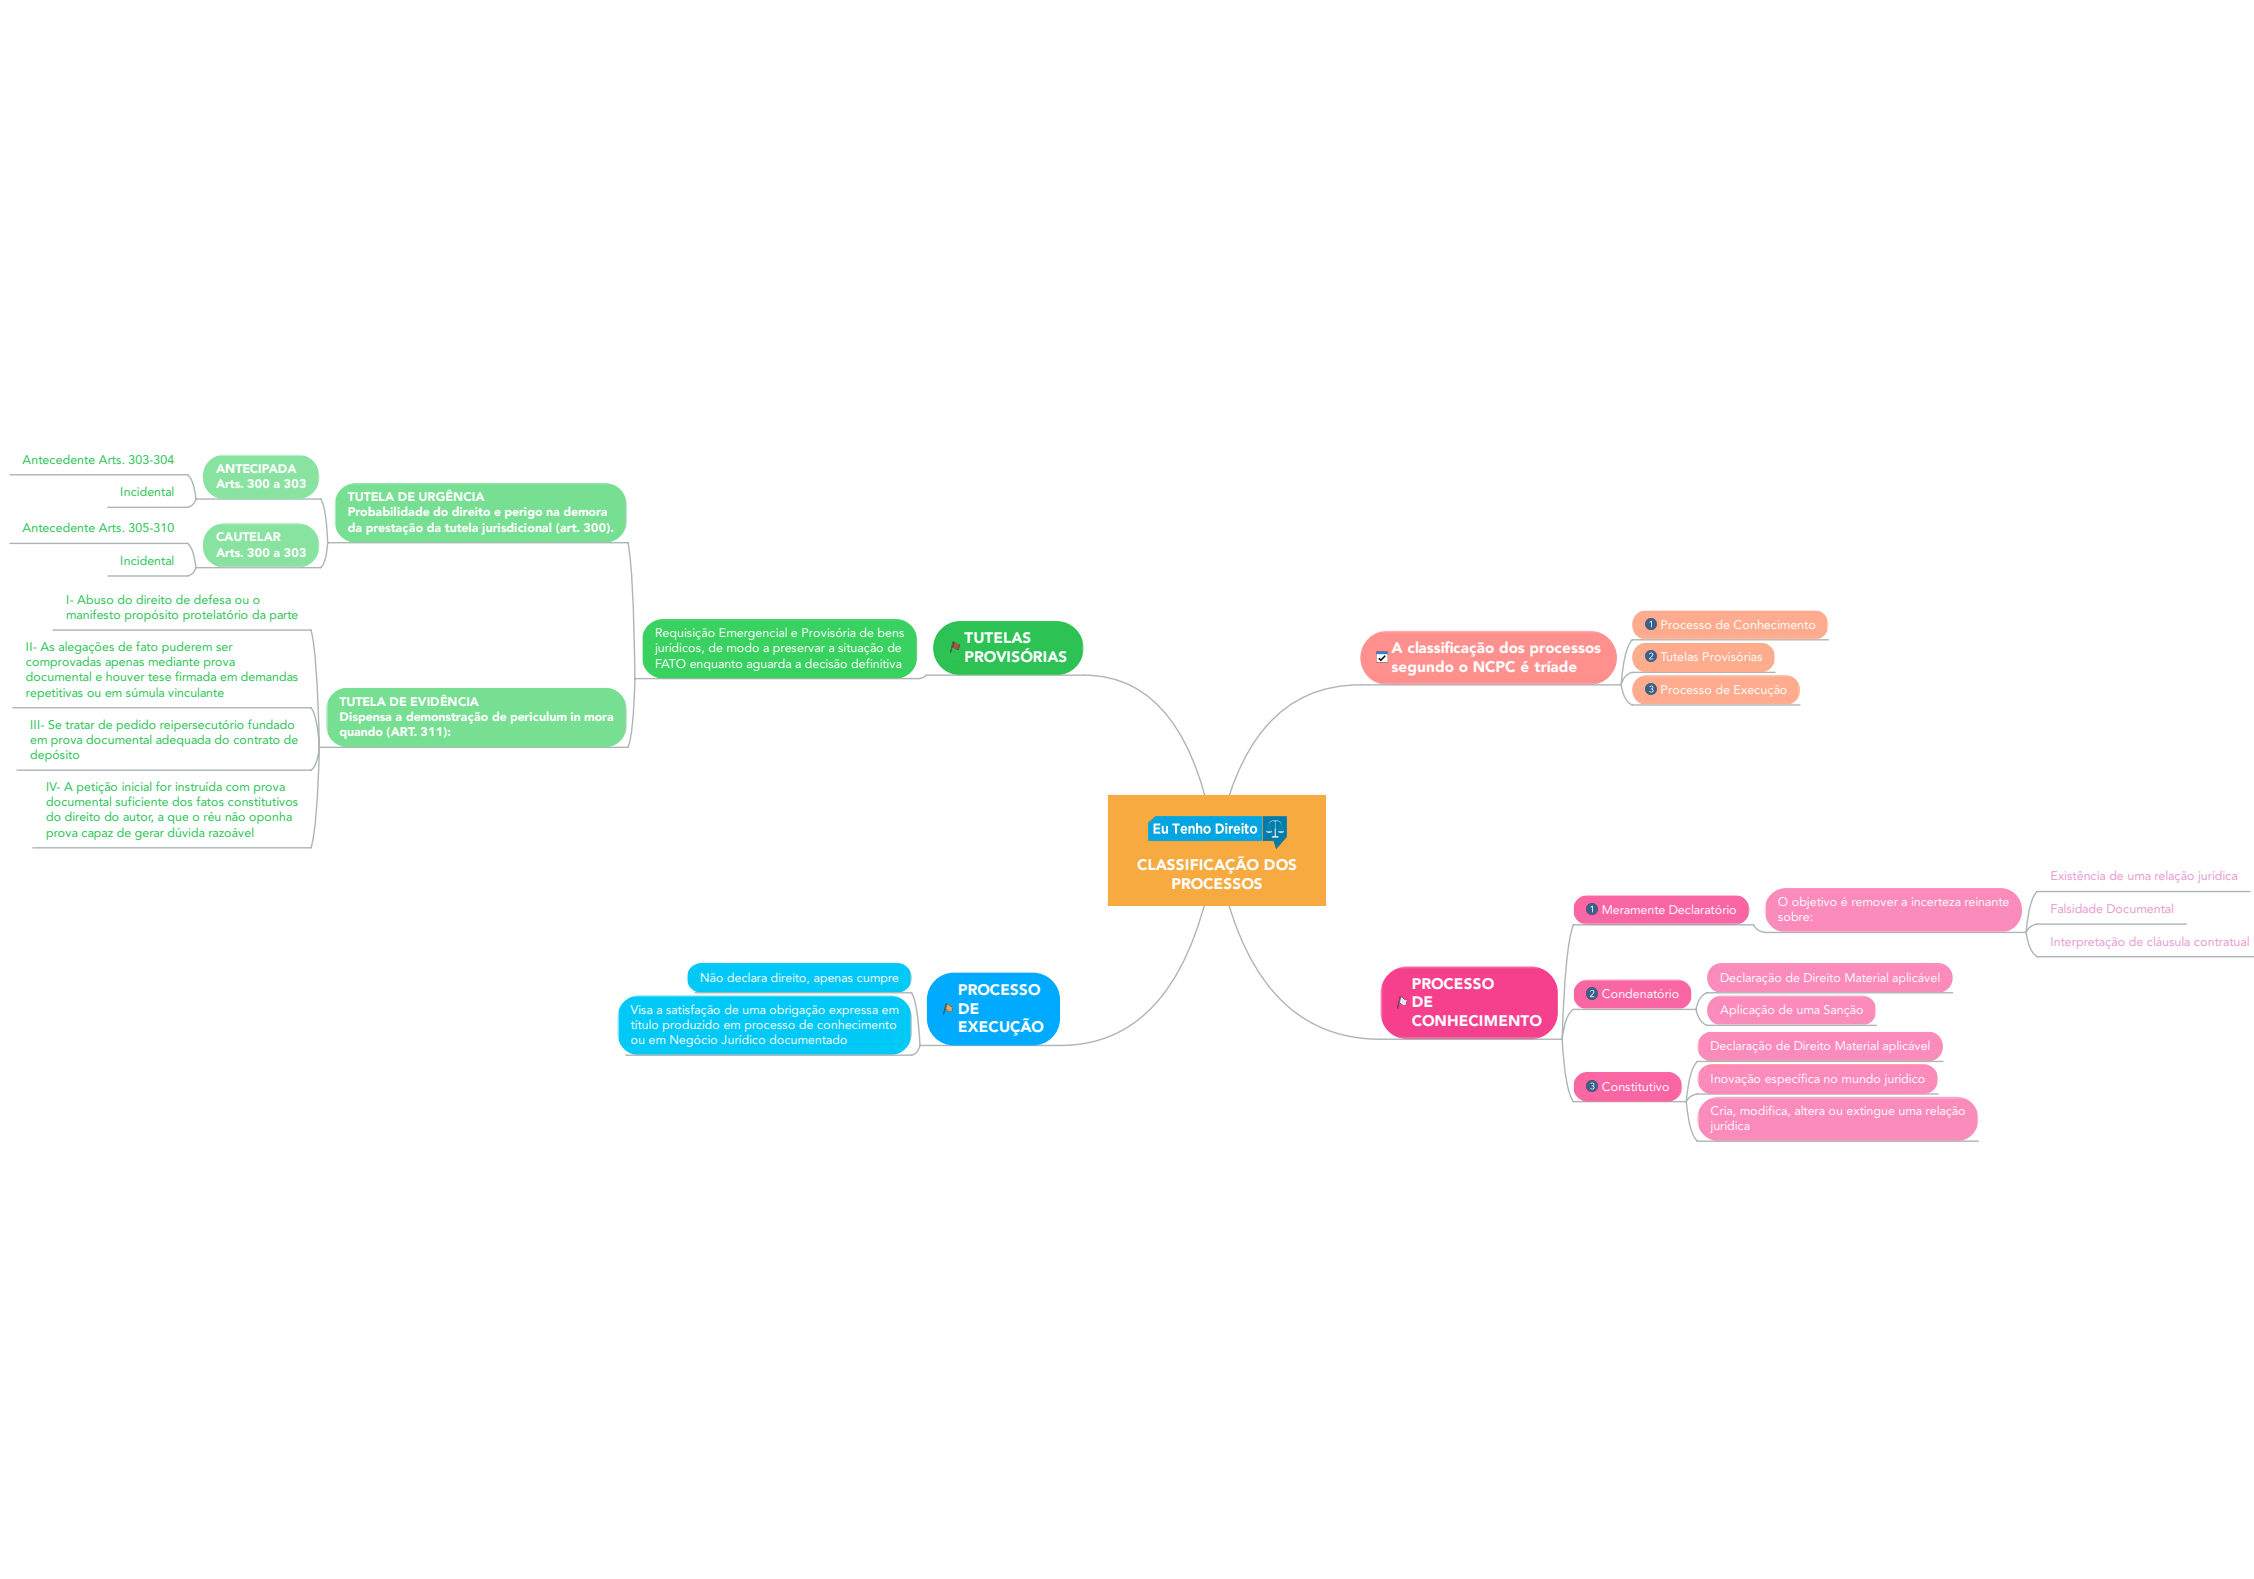 Eu Tenho Direito
CLASSIFICAÇÃO DOS
PROCESSOS
A classificação dos processos
segundo o NCPC é tríade
1 Processo de Conhecimento
2 Tutelas Provisórias
3 Processo de Execução
PROCESSO
DE
CONHECIMENTO
1 Meramente Declaratório
O objetivo é remover a incerteza reinante
sobre:
Existência de uma relação jurídica
Falsidade Documental
Interpretação de cláusula contratual
2 Condenatório
Declaração de Direito Material aplicável
Aplicação de uma Sanção
3 Constitutivo
Declaração de Direito Material aplicável
Inovação especifica no mundo jurídico
Cria, modifica, altera ou extingue uma relação
jurídica
TUTELAS
PROVISÓRIAS
Requisição Emergencial e Provisória de bens
jurídicos, de modo a preservar a situação de
FATO enquanto aguarda a decisão definitiva
TUTELA DE URGÊNCIA
Probabilidade do direito e perigo na demora
da prestação da tutela jurisdicional (art. 300).
ANTECIPADA
Arts. 300 a 303
Antecedente Arts. 303-304
Incidental
CAUTELAR
Arts. 300 a 303
Antecedente Arts. 305-310
Incidental
TUTELA DE EVIDÊNCIA
Dispensa a demonstração de periculum in mora
quando (ART. 311):
I- Abuso do direito de defesa ou o
manifesto propósito protelatório da parte
II- As alegações de fato puderem ser
comprovadas apenas mediante prova
documental e houver tese firmada em demandas
repetitivas ou em súmula vinculante
III- Se tratar de pedido reipersecutório fundado
em prova documental adequada do contrato de
depósito
IV- A petição inicial for instruída com prova
documental suficiente dos fatos constitutivos
do direito do autor, a que o réu não oponha
prova capaz de gerar dúvida razoável
PROCESSO
DE
EXECUÇÃO
Não declara direito, apenas cumpre
Visa a satisfação de uma obrigação expressa em
título produzido em processo de conhecimento
ou em Negócio Jurídico documentado